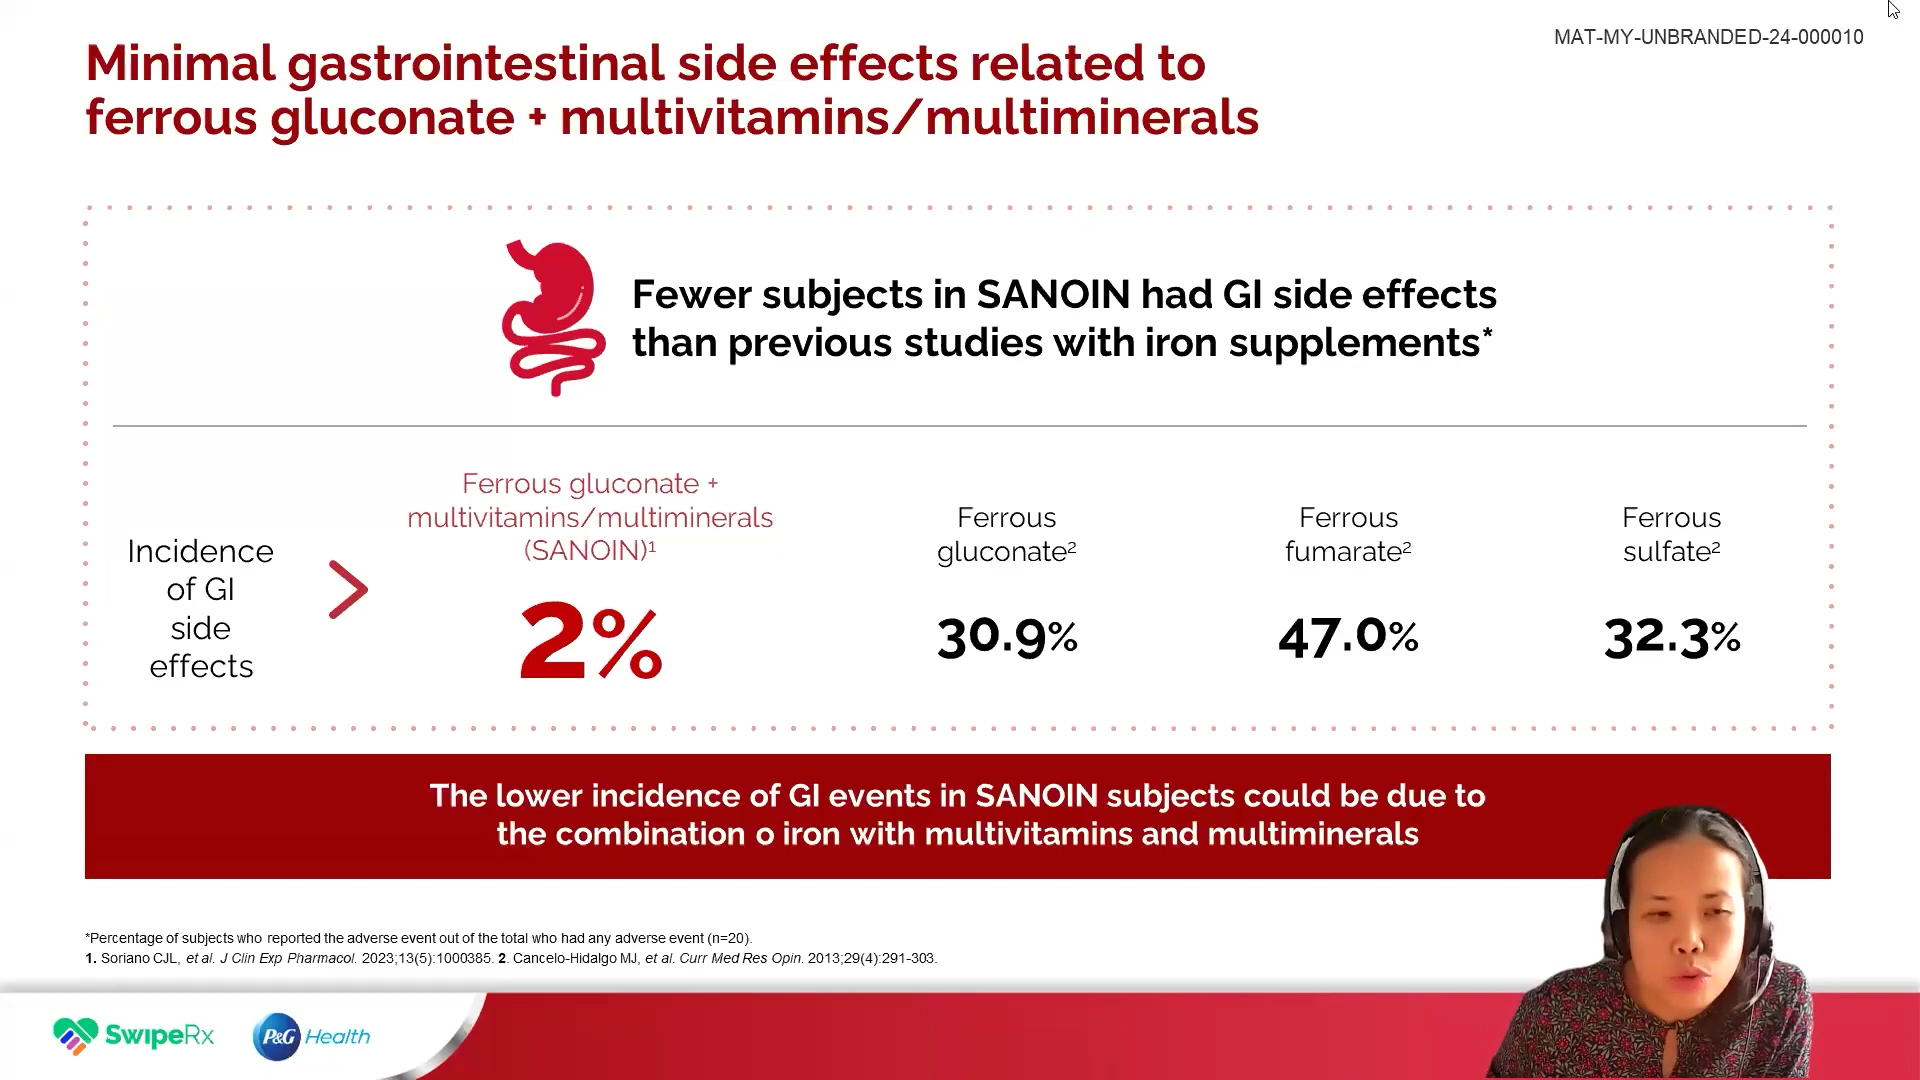 MAT-MY-UNBRANDED-24-000010
Minimal gastrointestinal side effects related to
ferrous gluconate + multivitamins/multiminerals
Fewer subjects in SANOIN had GI side effects
than previous studies with iron supplements*
Incidence
of GI
side
effects
Ferrous gluconate +
multivitamins/multiminerals
(SANOIN)¹
2%
Ferrous
gluconate²
30.9%
Ferrous
fumarate²
47.0%
Ferrous
sulfate²
32.3%
The lower incidence of GI events in SANOIN subjects could be due to
the combination o iron with multivitamins and multiminerals
*Percentage of subjects who reported the adverse event out of the total who had any adverse event (n=20).
1. Soriano CJL, et al. J Clin Exp Pharmacol. 2023;13(5):1000385. 2. Cancelo-Hidalgo MJ, et al. Curr Med Res Opin. 2013;29(4):291-303.
SwipeRx
P&G Health